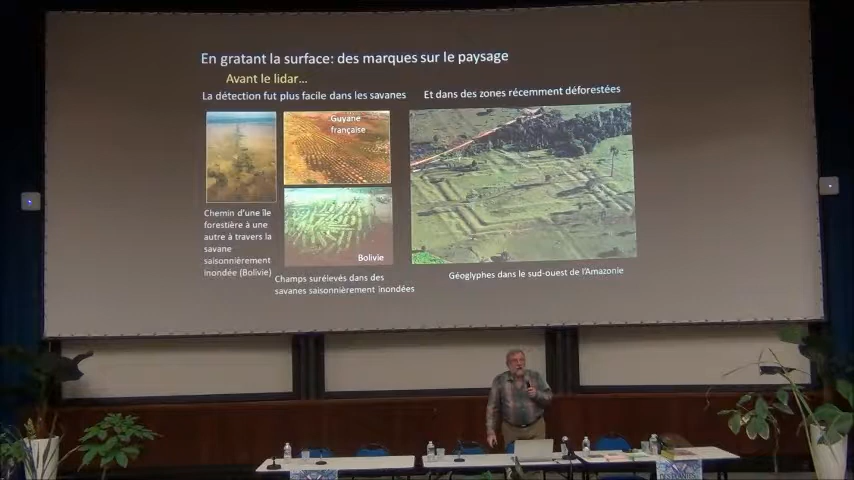 En gratant la surface: des marques sur le paysage
Avant le lidar...
La détection fut plus facile dans les savanes
Et dans des zones récemment déforestées
Guyane
française
Bolivie
Chemin d'une île
forestière à une
autre à travers la
savane
saisonnièrement
inondée (Bolivie)
Champs surélevés dans des
savanes saisonnièrement inondées
Géoglyphes dans le sud-ouest de l'Amazonie